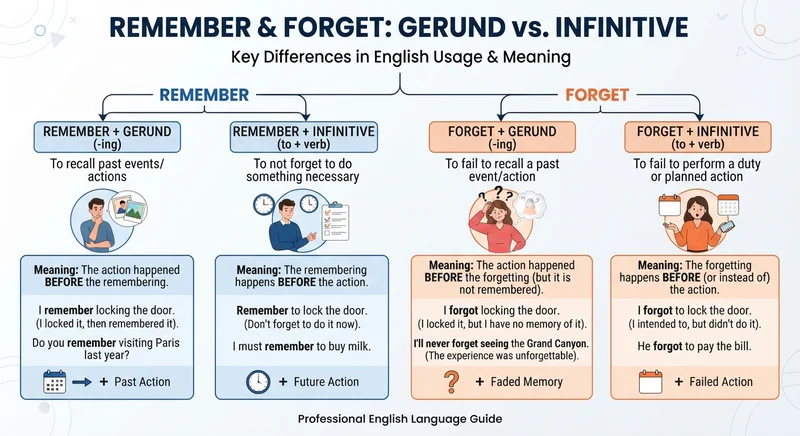 REMEMBER & FORGET: GERUND vs. INFINITIVE
Key Differences in English Usage & Meaning
REMEMBER
FORGET
REMEMBER + GERUND
(-ing)
To recall past events/
actions
Meaning: The action happened
BEFORE the remembering.
I remember locking the door.
(I locked it, then remembered it).
Do you remember visiting Paris
last year?
+ Past Action
REMEMBER + INFINITIVE
(to + verb)
To not forget to do
something necessary
Meaning: The remembering
happens BEFORE the action.
Remember to lock the door.
(Don't forget to do it now).
I must remember to buy milk.
+ Future Action
FORGET + GERUND
(-ing)
To fail to recall a past
event/action
? ? ?
Meaning: The action happened
BEFORE the forgetting (but it is
not remembered).
I forgot locking the door.
(I locked it, but I have no memory of it).
I'll never forget seeing the Grand Canyon.
(The experience was unforgettable).
? + Faded Memory
FORGET + INFINITIVE
(to + verb)
To fail to perform a duty
or planned action
Meaning: The forgetting
happens BEFORE (or instead of)
the action.
I forgot to lock the door.
(I intended to, but didn't do it).
He forgot to pay the bill.
+ Failed Action
Professional English Language Guide